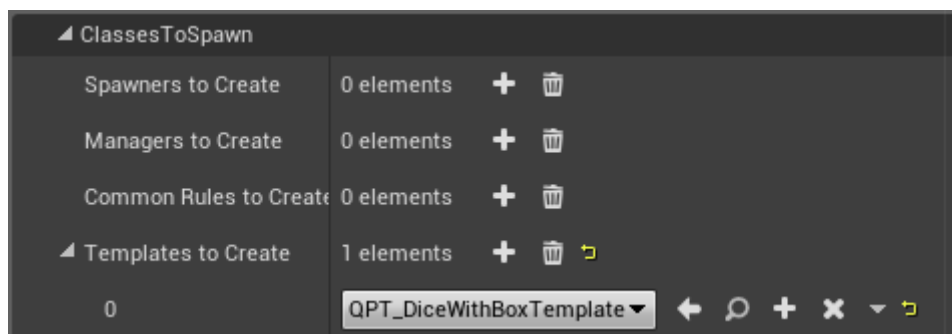 ClassesToSpawn
Spawners to Create 0 elements
Managers to Create 0 elements
Common Rules to Create 0 elements
Templates to Create 1 elements
0 QPT_DiceWithBoxTemplate